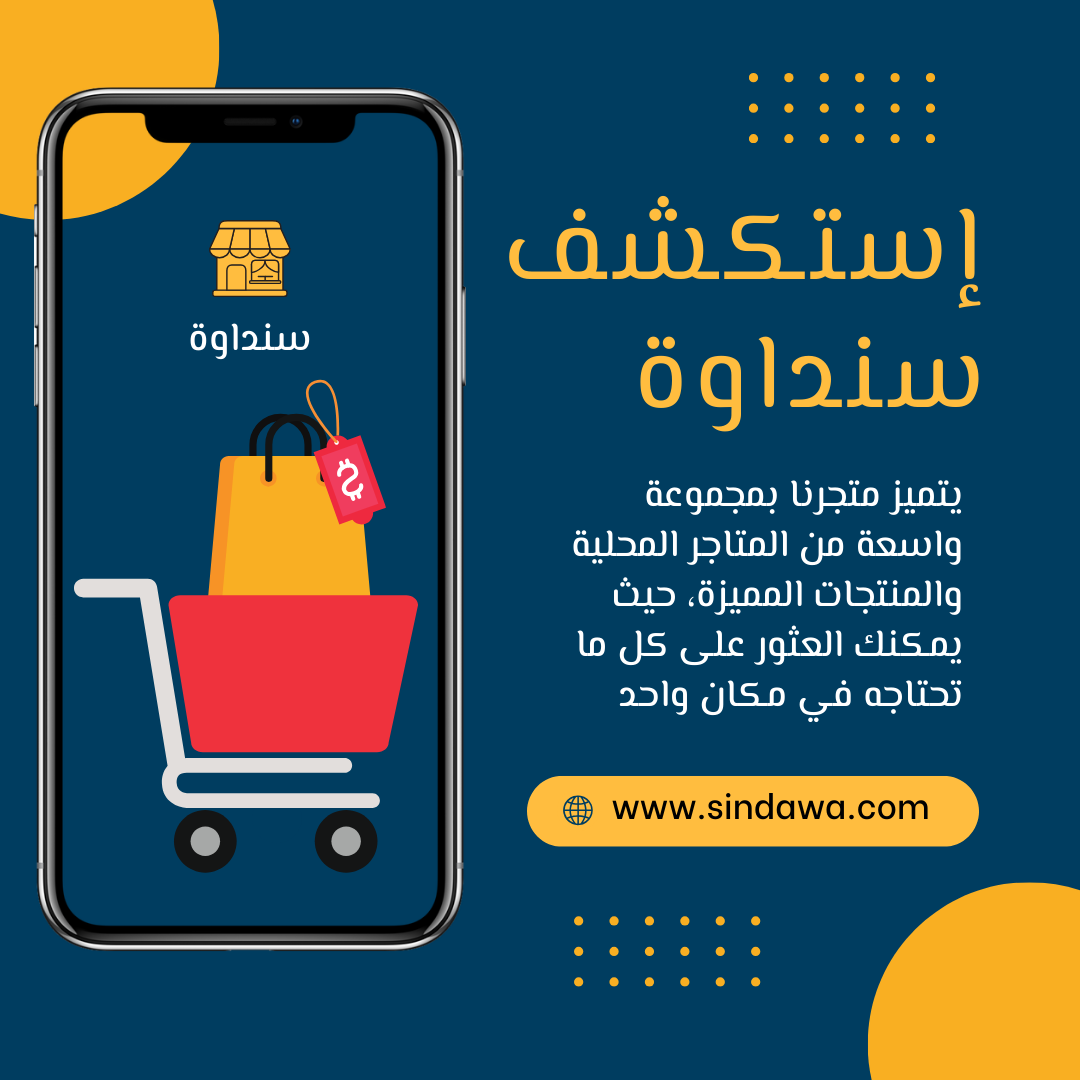 إستكشف
سنداوة
يتميز متجرنا بمجموعة
واسعة من المتاجر المحلية
والمنتجات المميزة، حيث
يمكنك العثور على كل ما
تحتاجه في مكان واحد
www.sindawa.com
سنداوة
$